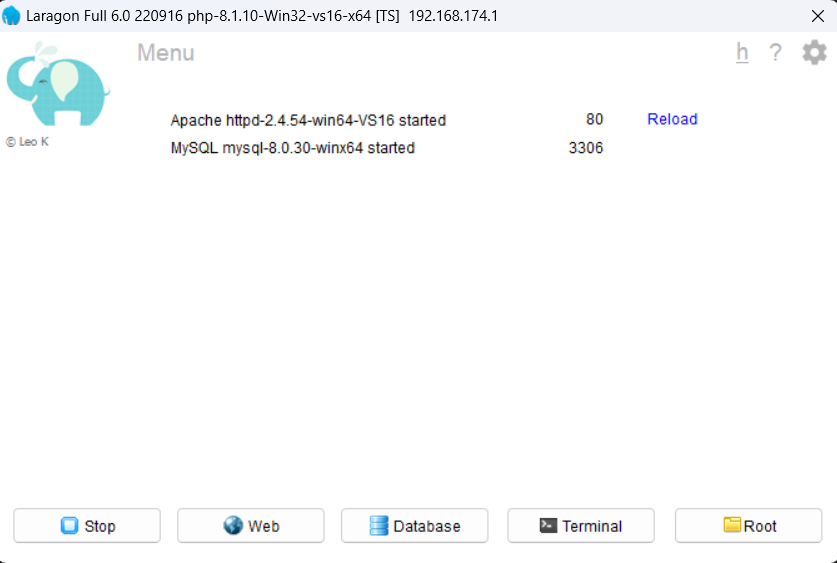 Laragon Full 6.0 220916 php-8.1.10-Win32-vs16-x64 [TS]  192.168.174.1
Menu
h ?
© Leo K
Apache httpd-2.4.54-win64-VS16 started 80 Reload
MySQL mysql-8.0.30-winx64 started 3306
Stop Web Database Terminal Root